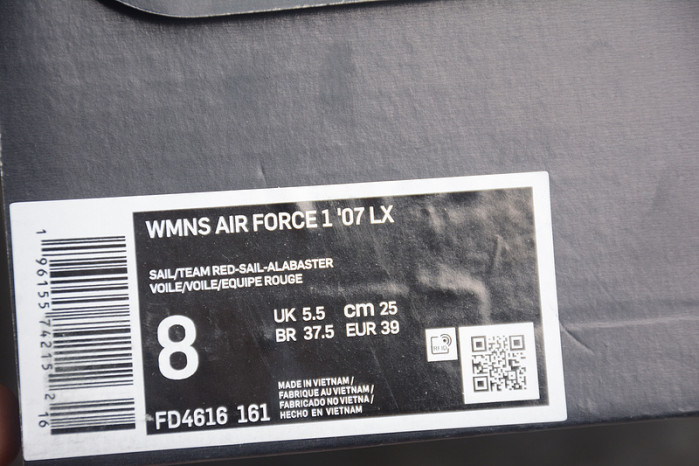 WMNS AIR FORCE 1 '07 LX
SAIL/TEAM RED-SAIL-ALABASTER
VOILE/VOILE/EQUIPE ROUGE
8
UK 5.5 cm 25
BR 37.5 EUR 39
MADE IN VIETNAM/
FABRIQUE AU VIETNAM/
FABRICADO NO VIETNA/
HECHO EN VIETNAM
FD4616 161
1 96155 74215 2 16